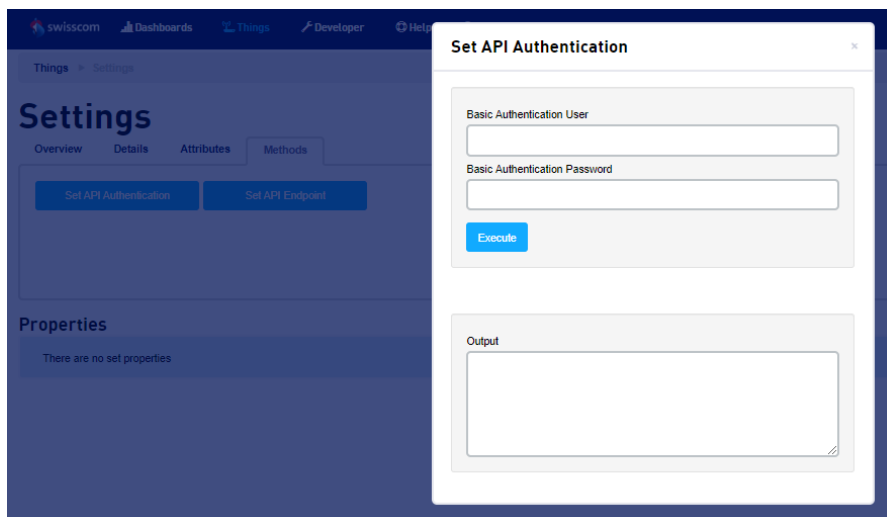 swisscom Dashboards Things Developer Help
Things Settings
Settings
Overview Details Attributes Methods
Set API Authentication Set API Endpoint
Properties
There are no set properties
Set API Authentication ×
Basic Authentication User
Basic Authentication Password
Execute
Output